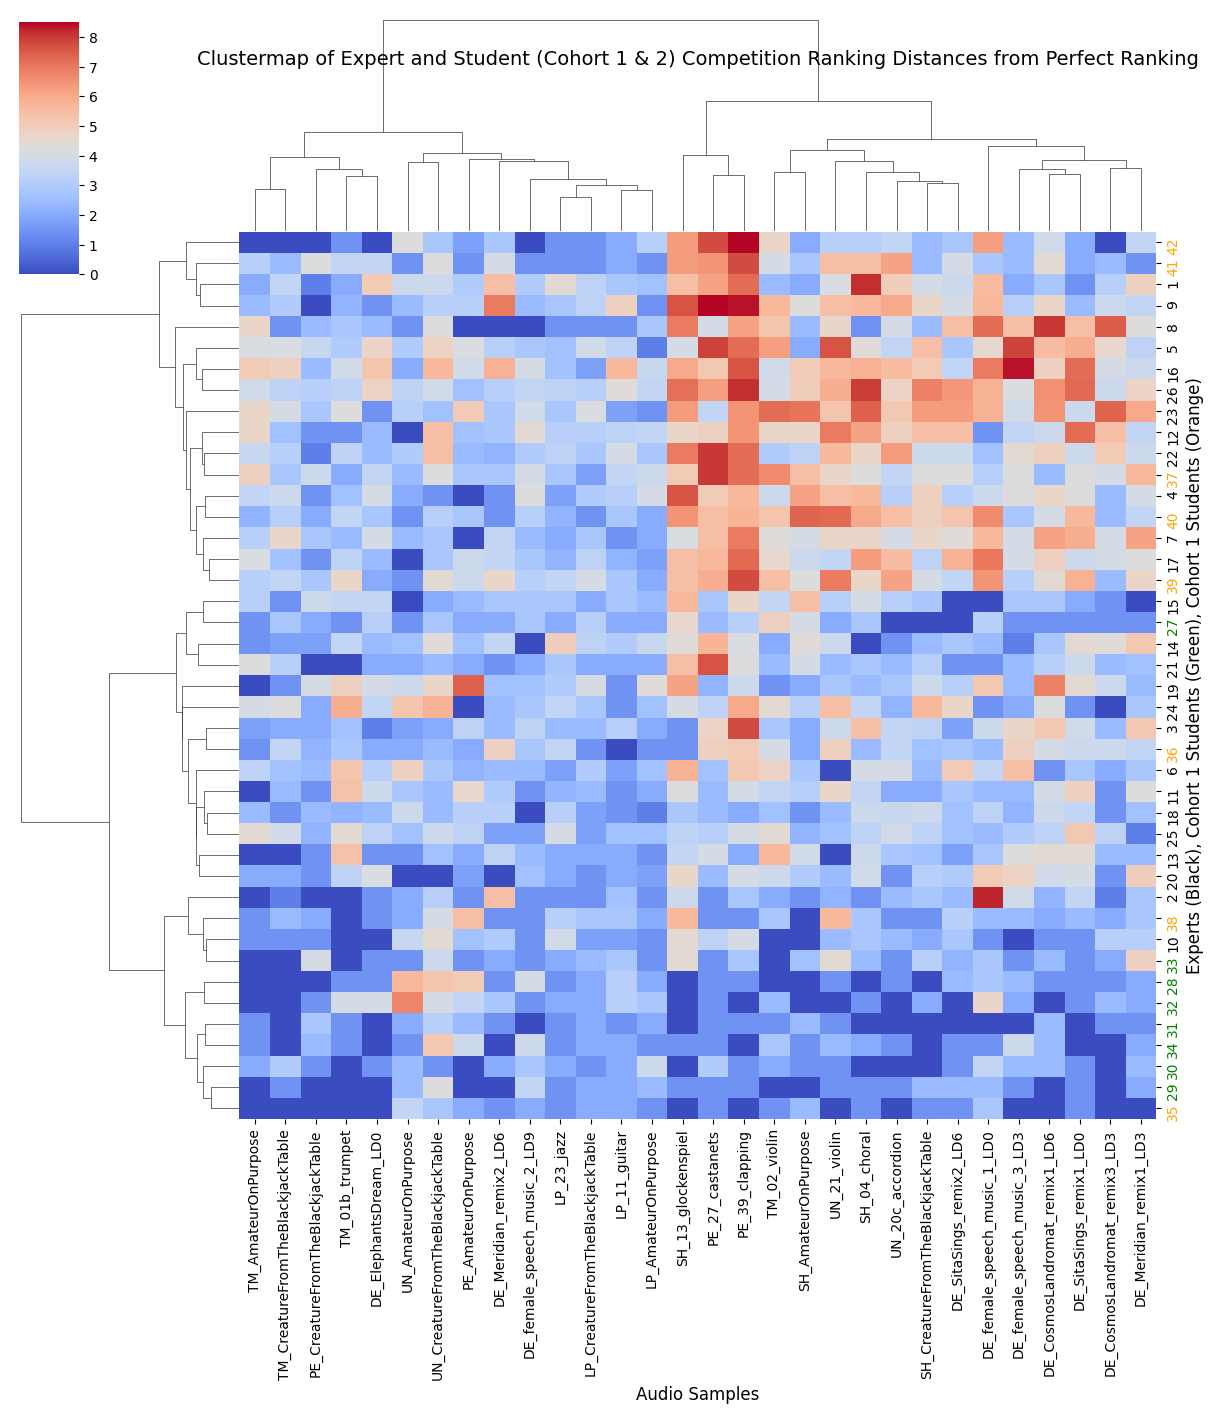 Clustermap of Expert and Student (Cohort 1 & 2) Competition Ranking Distances from Perfect Ranking
8
7
6
5
4
3
2
1
0
42
41
1
9
8
5
16
26
23
12
22
37
4
40
7
17
39
15
27
14
21
19
24
3
36
6
11
18
25
13
20
2
38
10
33
28
32
31
34
30
29
35
Experts (Black), Cohort 1 Students (Green), Cohort 1 Students (Orange)
TM_AmateurOnPurpose
TM_CreatureFromTheBlackjackTable
PE_CreatureFromTheBlackjackTable
TM_01b_trumpet
DE_ElephantsDream_LD0
UN_AmateurOnPurpose
UN_CreatureFromTheBlackjackTable
PE_AmateurOnPurpose
DE_Meridian_remix2_LD6
DE_female_speech_music_2_LD9
LP_23_jazz
LP_CreatureFromTheBlackjackTable
LP_11_guitar
LP_AmateurOnPurpose
SH_13_glockenspiel
PE_27_castanets
PE_39_clapping
TM_02_violin
SH_AmateurOnPurpose
UN_21_violin
SH_04_choral
UN_20c_accordion
SH_CreatureFromTheBlackjackTable
DE_SitaSings_remix2_LD6
DE_female_speech_music_1_LD0
DE_female_speech_music_3_LD3
DE_CosmosLandromat_remix1_LD6
DE_SitaSings_remix1_LD0
DE_CosmosLandromat_remix3_LD3
DE_Meridian_remix1_LD3
Audio Samples